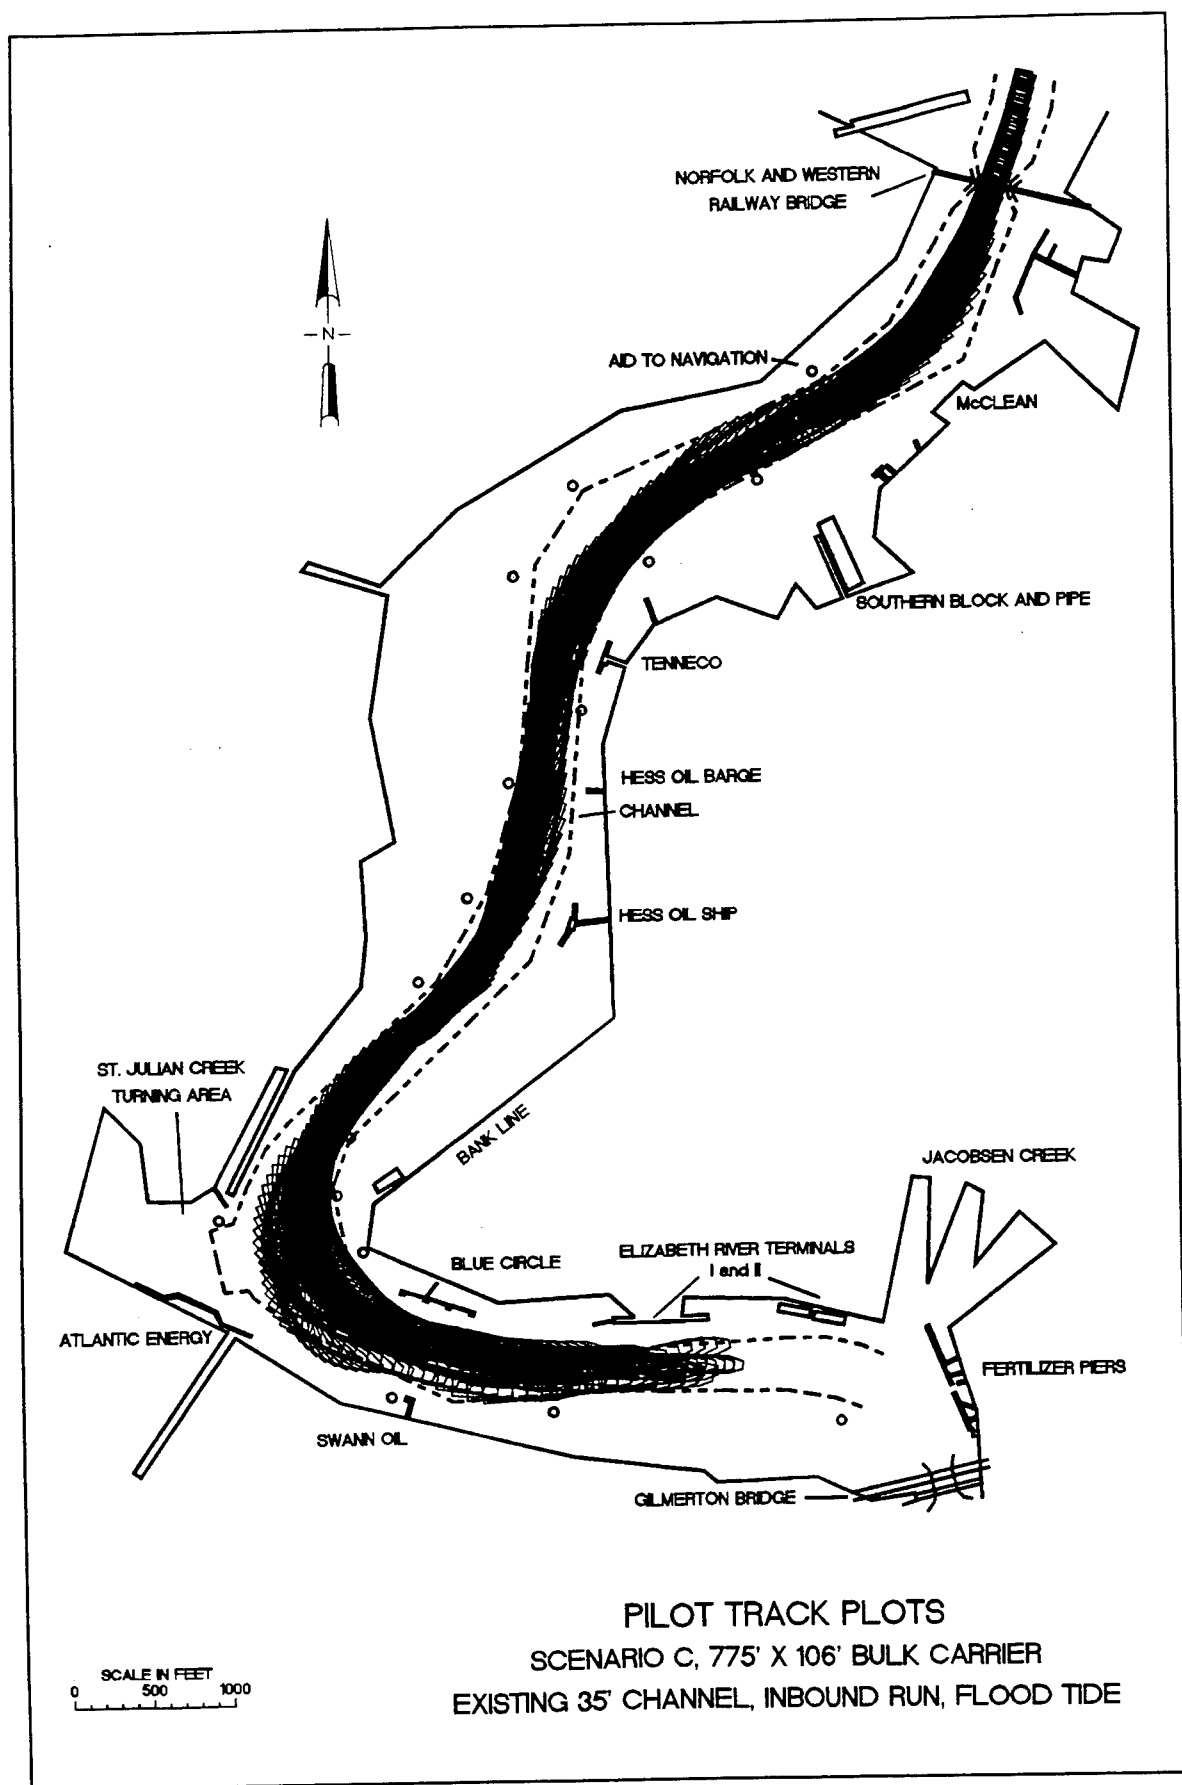 NORFOLK AND WESTERN
RAILWAY BRIDGE
N
AID TO NAVIGATION
McCLEAN
SOUTHERN BLOCK AND PIPE
TENNECO
HESS OIL BARGE
CHANNEL
HESS OIL SHIP
ST. JULIAN CREEK
TURNING AREA
BANK LINE
JACOBSEN CREEK
ELIZABETH RIVER TERMINALS
I and II
BLUE CIRCLE
ATLANTIC ENERGY
FERTILIZER PIERS
SWANN OIL
GILMERTON BRIDGE
PILOT TRACK PLOTS
SCENARIO C, 775' X 106' BULK CARRIER
EXISTING 35' CHANNEL, INBOUND RUN, FLOOD TIDE
SCALE IN FEET
0 500 1000